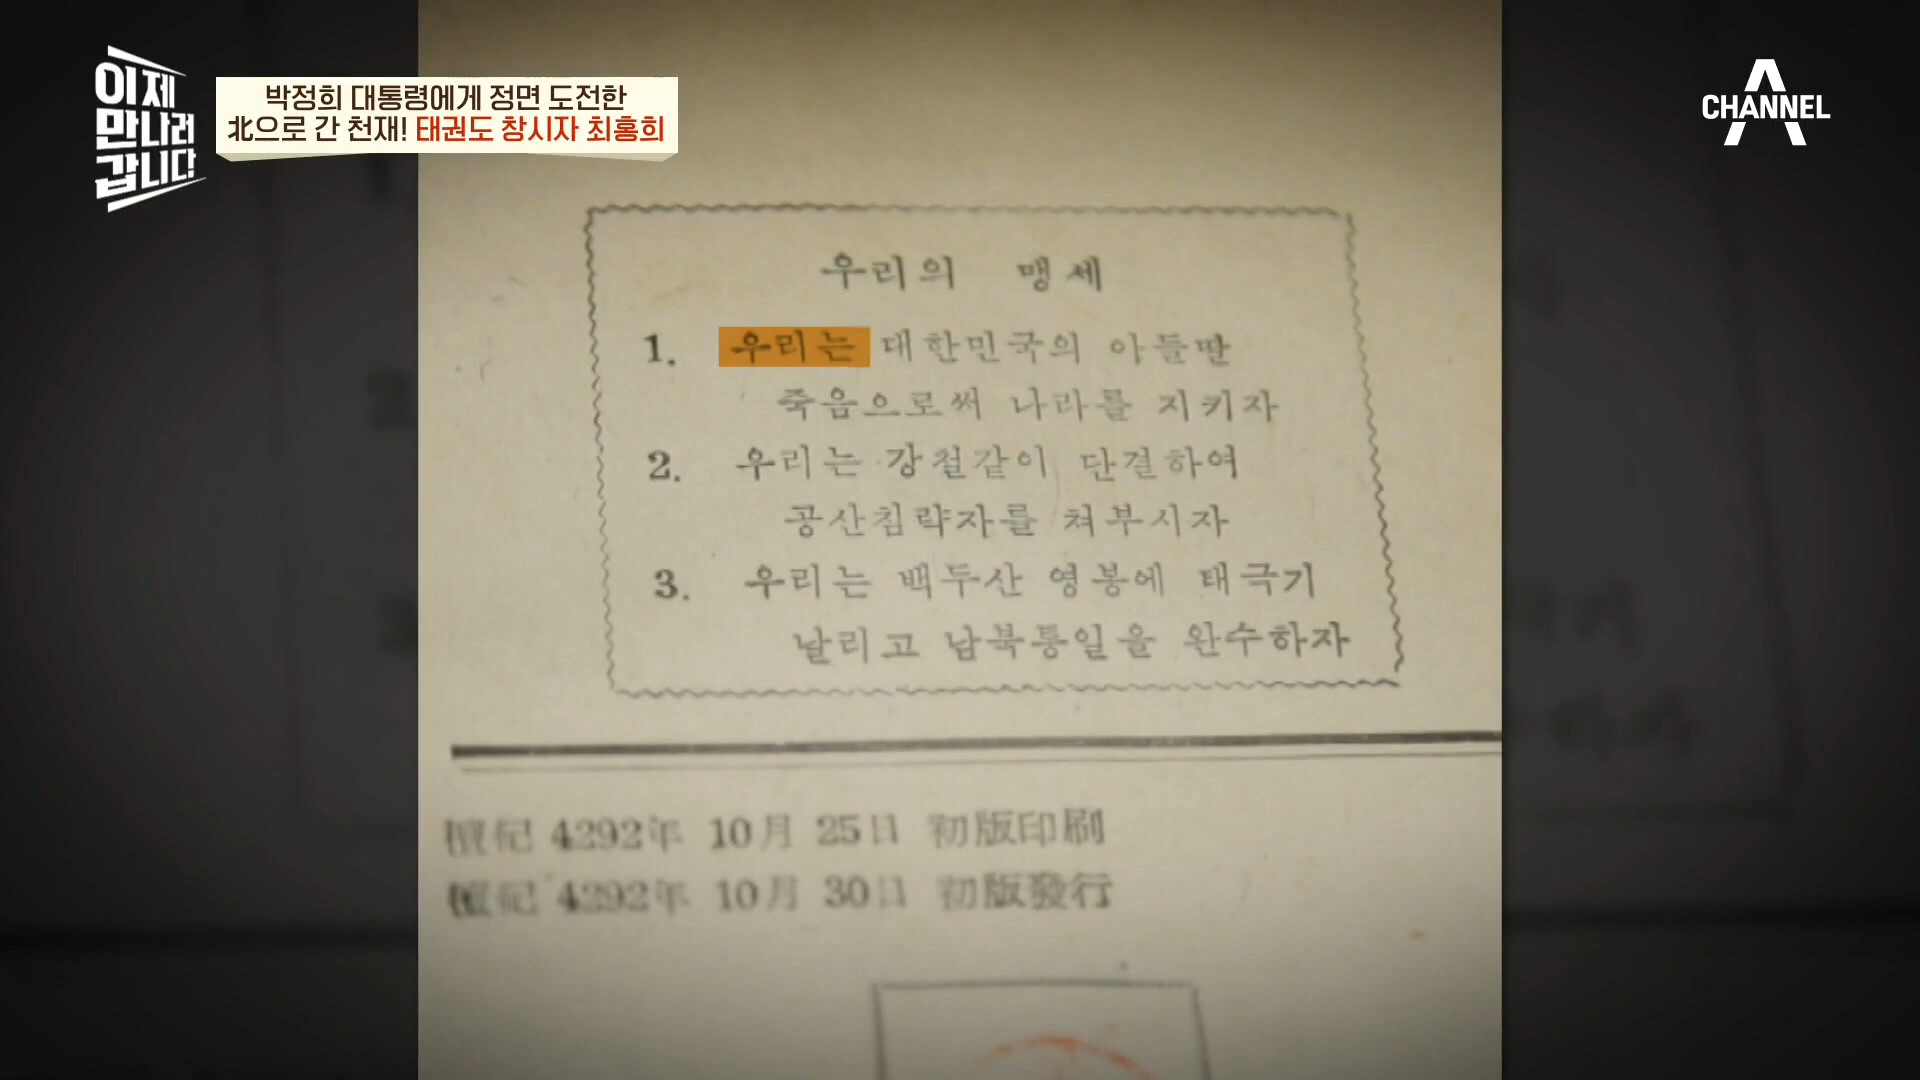 이제
만나러
갑니다
박정희 대통령에게 정면 도전한
北으로 간 천재! 태권도 창시자 최홍희
CHANNEL A
우리의 맹세
1. 우리는 대한민국의 아들딸
죽음으로써 나라를 지키자
2. 우리는 강철같이 단결하여
공산침략자를 쳐부시자
3. 우리는 백두산 영봉에 태극기
날리고 남북통일을 완수하자
檀紀 4292年 10月 25日 初版印刷
檀紀 4292年 10月 30日 初版發行